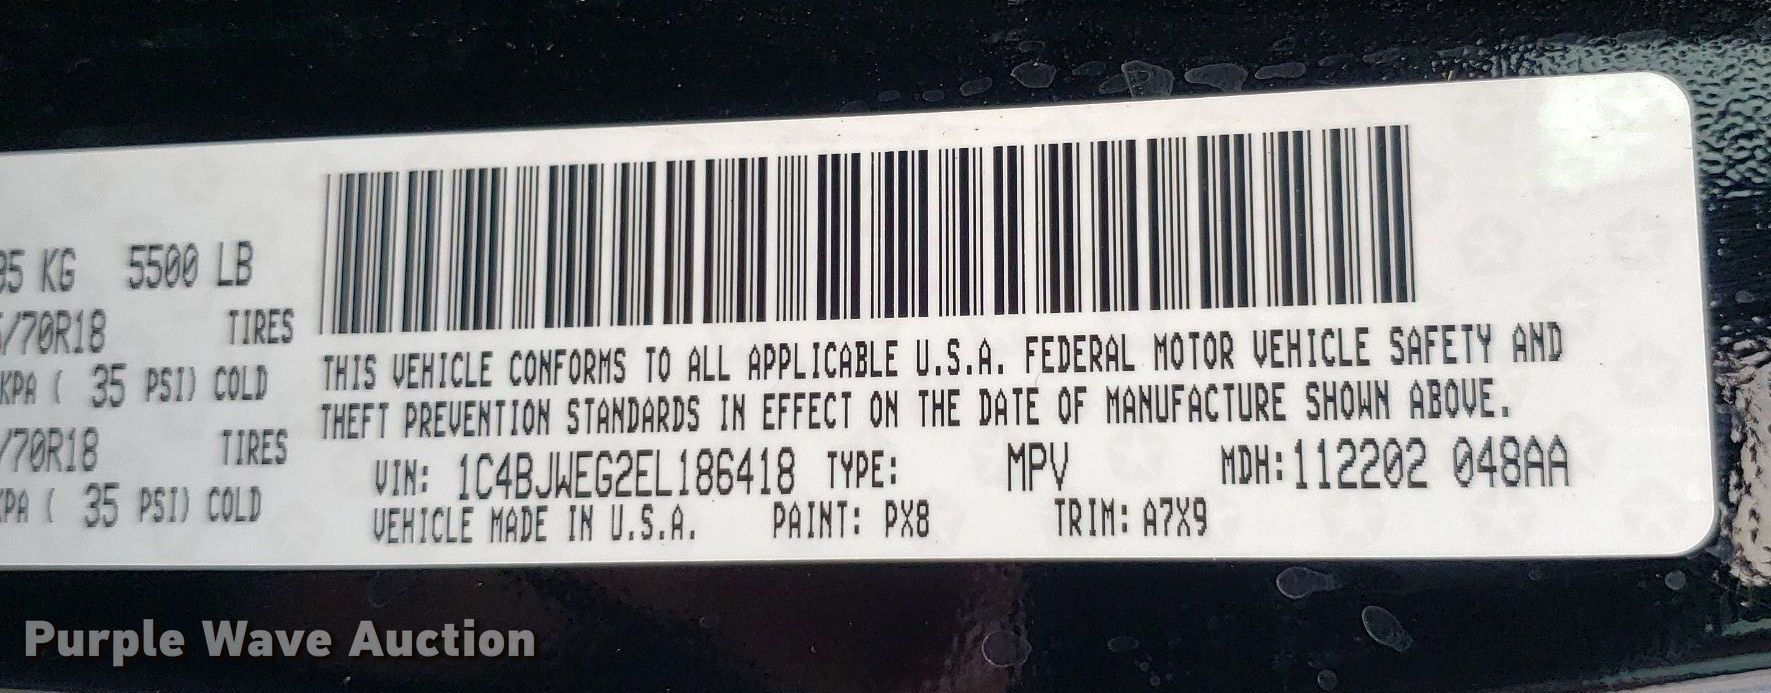 95 KG 5500 LB
/70R18 TIRES
KPA ( 35 PSI) COLD
/70R18 TIRES
KPA ( 35 PSI) COLD
THIS VEHICLE CONFORMS TO ALL APPLICABLE U.S.A. FEDERAL MOTOR VEHICLE SAFETY AND
THEFT PREVENTION STANDARDS IN EFFECT ON THE DATE OF MANUFACTURE SHOWN ABOVE.
VIN: 1C4BJWEG2EL186418 TYPE: MPV MDH:112202 048AA
VEHICLE MADE IN U.S.A. PAINT: PX8 TRIM: A7X9
Purple Wave Auction